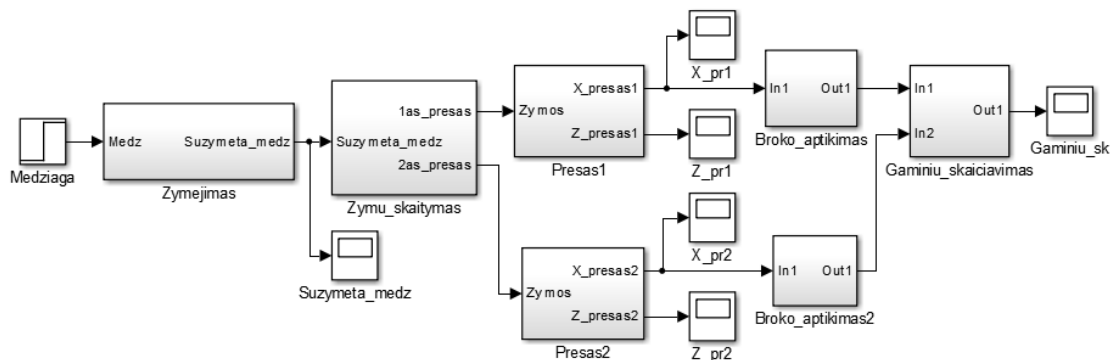 Medziaga
Medz
Suzymeta_medz
Zymejimas
Suzymeta_medz
Suzymeta_medz
1as_presas
2as_presas
Zymu_skaitymas
Zymos
X_presas1
Z_presas1
Presas1
X_pr1
Z_pr1
In1
Out1
Broko_aptikimas
In1
In2
Out1
Gaminiu_skaiciavimas
Gaminiu_sk
Zymos
X_presas2
Z_presas2
Presas2
X_pr2
Z_pr2
In1
Out1
Broko_aptikimas2